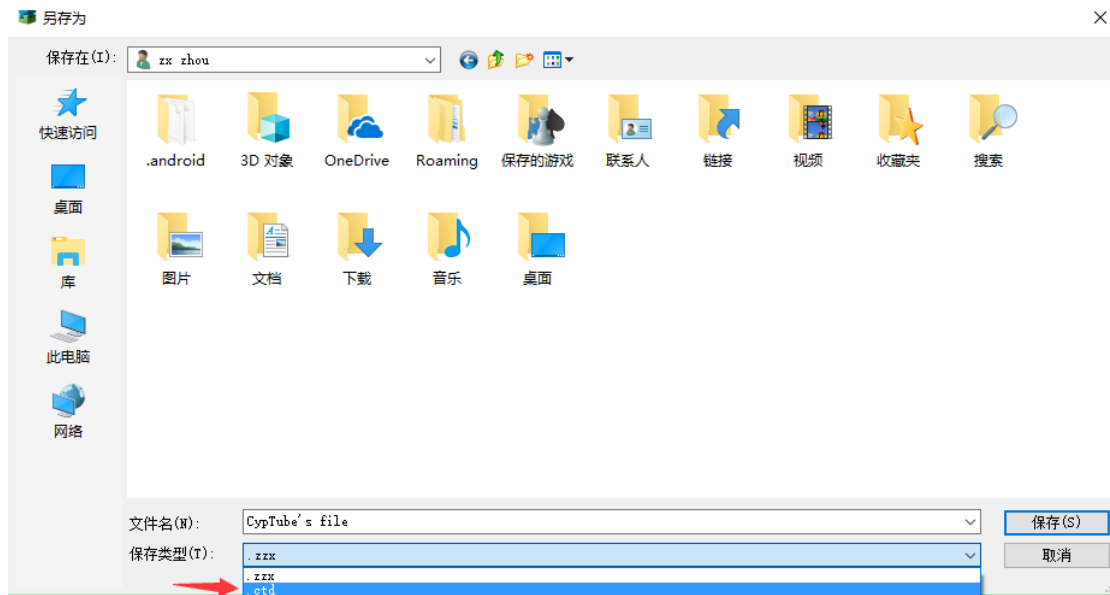 另存为
保存在(I):
zx zhou
快速访问
桌面
库
此电脑
网络
.android
3D 对象
OneDrive
Roaming
保存的游戏
联系人
链接
视频
收藏夹
搜索
图片
文档
下载
音乐
桌面
文件名(N):
CypTube's file
保存(S)
保存类型(T):
.zzx
取消
.zzx
.ctd